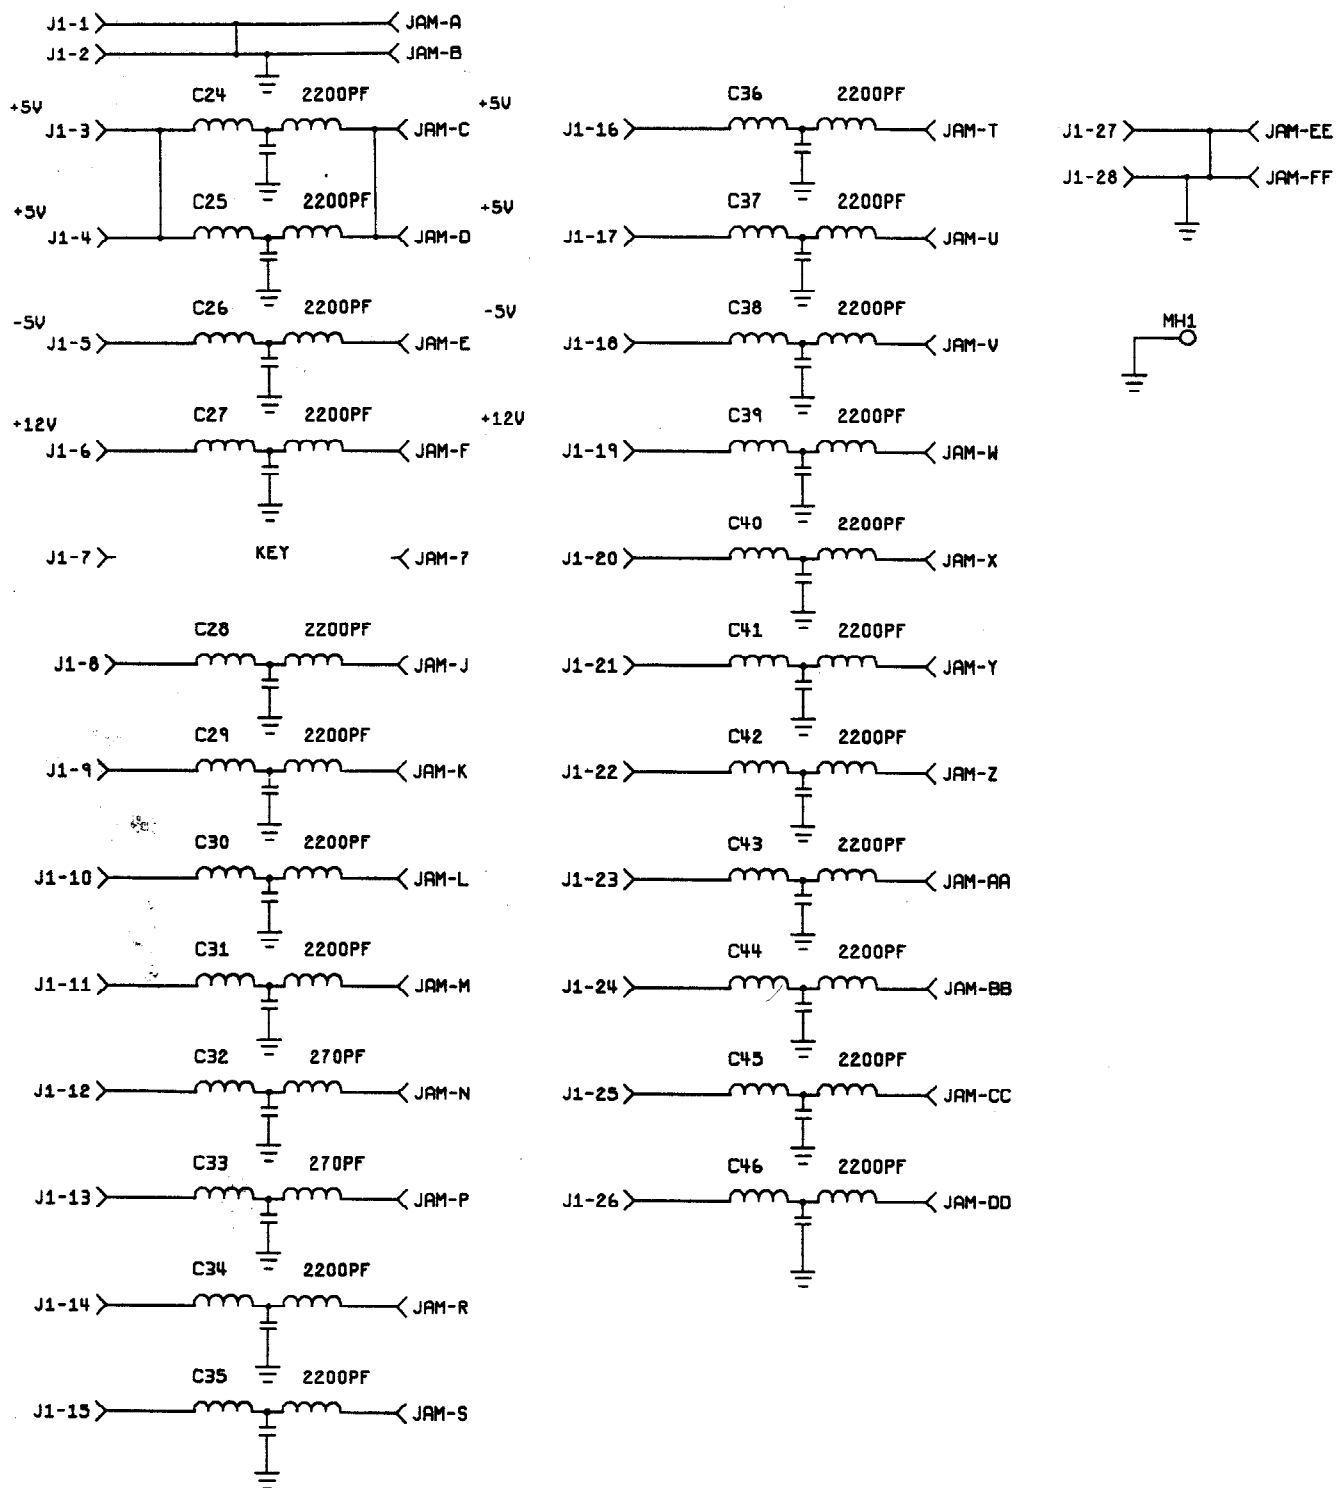 J1-1 JAM-A
J1-2 JAM-B
+5V C24 2200PF +5V
J1-3 JAM-C
+5V C25 2200PF +5V
J1-4 JAM-D
-5V C26 2200PF -5V
J1-5 JAM-E
+12V C27 2200PF +12V
J1-6 JAM-F
J1-7 KEY JAM-7
C28 2200PF
J1-8 JAM-J
C29 2200PF
J1-9 JAM-K
C30 2200PF
J1-10 JAM-L
C31 2200PF
J1-11 JAM-M
C32 270PF
J1-12 JAM-N
C33 270PF
J1-13 JAM-P
C34 2200PF
J1-14 JAM-R
C35 2200PF
J1-15 JAM-S
C36 2200PF
J1-16 JAM-T
C37 2200PF
J1-17 JAM-U
C38 2200PF
J1-18 JAM-V
C39 2200PF
J1-19 JAM-W
C40 2200PF
J1-20 JAM-X
C41 2200PF
J1-21 JAM-Y
C42 2200PF
J1-22 JAM-Z
C43 2200PF
J1-23 JAM-AA
C44 2200PF
J1-24 JAM-BB
C45 2200PF
J1-25 JAM-CC
C46 2200PF
J1-26 JAM-DD
J1-27 JAM-EE
J1-28 JAM-FF
MH1